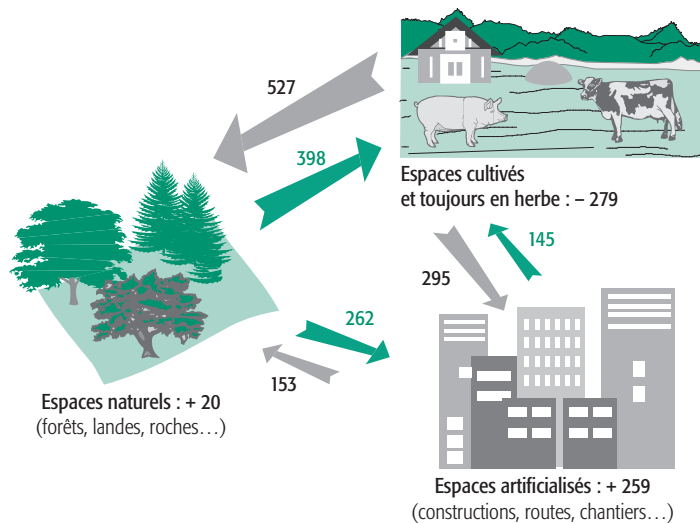 527
398
Espaces cultivés
et toujours en herbe : – 279
145
295
262
153
Espaces naturels : + 20
(forêts, landes, roches…)
Espaces artificialisés : + 259
(constructions, routes, chantiers…)